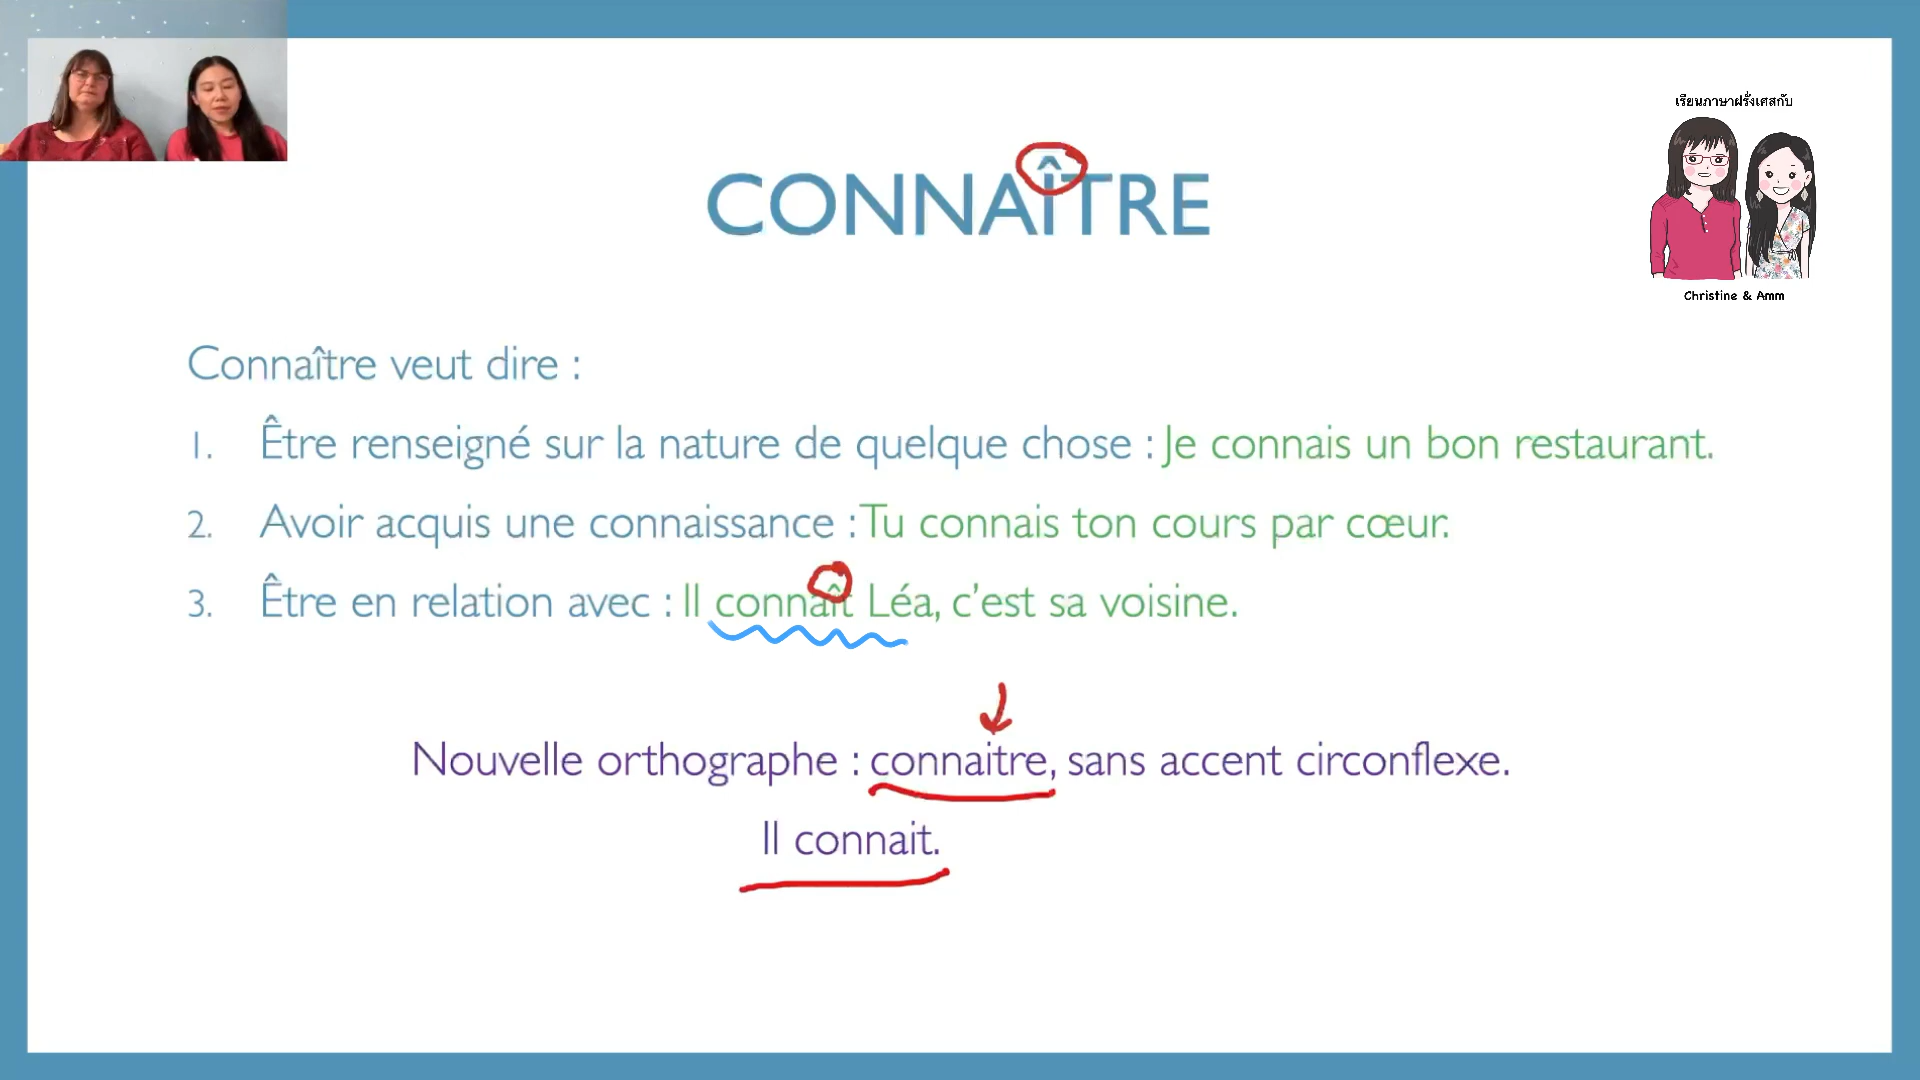 เรียนภาษาฝรั่งเศสกับ
CONNAÎTRE
Christine & Amm
Connaître veut dire :
1. Être renseigné sur la nature de quelque chose : Je connais un bon restaurant.
2. Avoir acquis une connaissance : Tu connais ton cours par cœur.
3. Être en relation avec : Il connaît Léa, c’est sa voisine.
Nouvelle orthographe : connaitre, sans accent circonflexe.
Il connait.